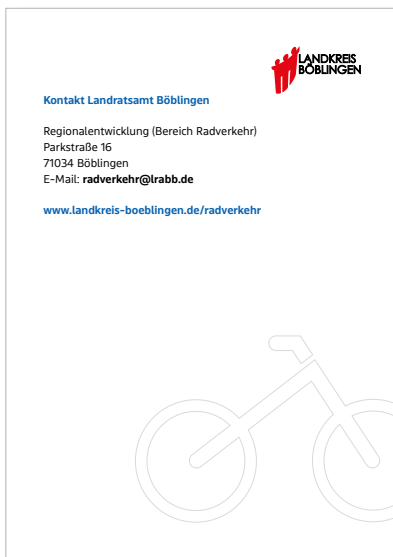 LANDKREIS
BÖBLINGEN
Kontakt Landratsamt Böblingen
Regionalentwicklung (Bereich Radverkehr)
Parkstraße 16
71034 Böblingen
E-Mail: radverkehr@lrabb.de
www.landkreis-boeblingen.de/radverkehr